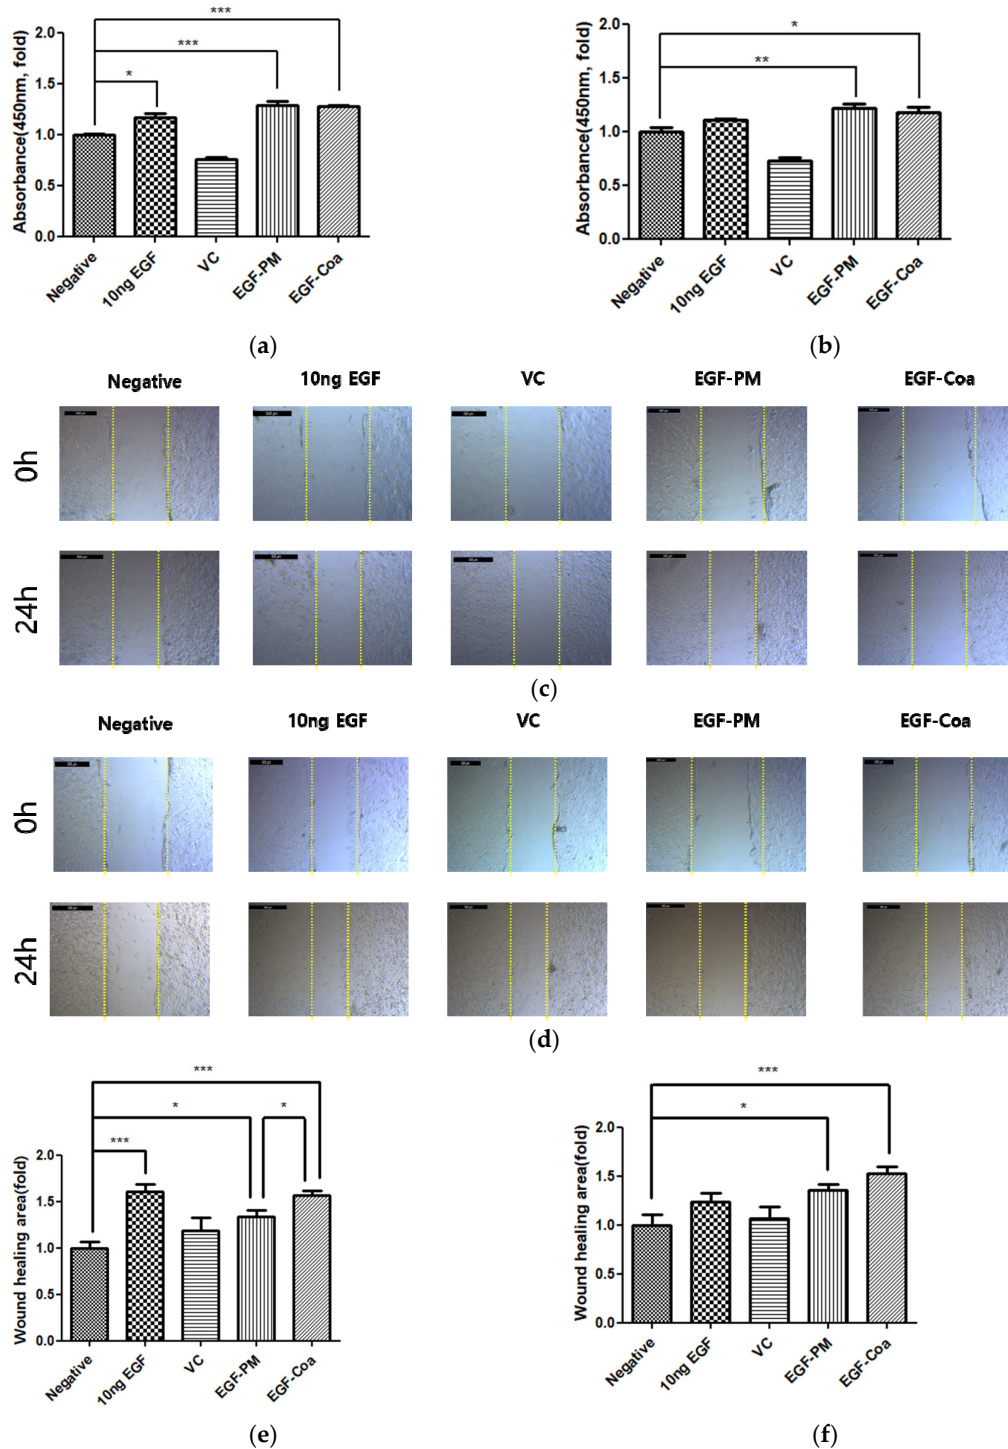 ***
***
*
Absorbance(450nm, fold)
2.0
1.5
1.0
0.5
0.0
Negative
10ng EGF
VC
EGF-PM
EGF-Coa
(a)
*
**
Absorbance(450nm, fold)
2.0
1.5
1.0
0.5
0.0
Negative
10ng EGF
VC
EGF-PM
EGF-Coa
(b)
Negative 10ng EGF VC EGF-PM EGF-Coa
0h
24h
(c)
Negative 10ng EGF VC EGF-PM EGF-Coa
0h
24h
(d)
***
* *
***
Wound healing area(fold)
2.0
1.5
1.0
0.5
0.0
Negative
10ng EGF
VC
EGF-PM
EGF-Coa
(e)
***
*
Wound healing area(fold)
2.0
1.5
1.0
0.5
0.0
Negative
10ng EGF
VC
EGF-PM
EGF-Coa
(f)